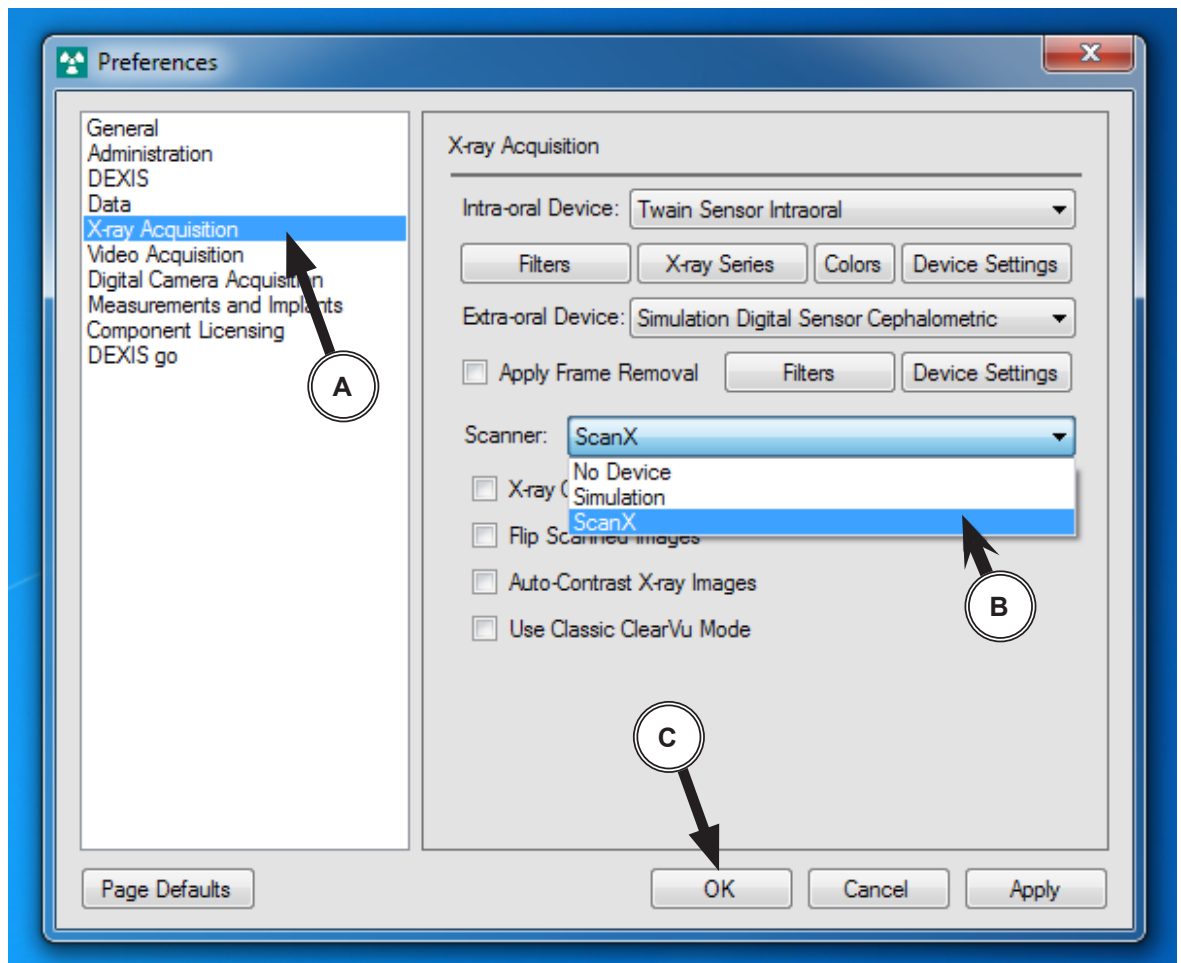 Preferences
X
General
Administration
DEXIS
Data
X-ray Acquisition
Video Acquisition
Digital Camera Acquisition
Measurements and Implants
Component Licensing
DEXIS go
A
X-ray Acquisition
Intra-oral Device: Twain Sensor Intraoral
Filters X-ray Series Colors Device Settings
Extra-oral Device: Simulation Digital Sensor Cephalometric
Apply Frame Removal Filters Device Settings
Scanner: ScanX
No Device
X-ray Simulation
ScanX
Flip Scanned Images
Auto-Contrast X-ray Images
B
Use Classic ClearVu Mode
C
Page Defaults OK Cancel Apply